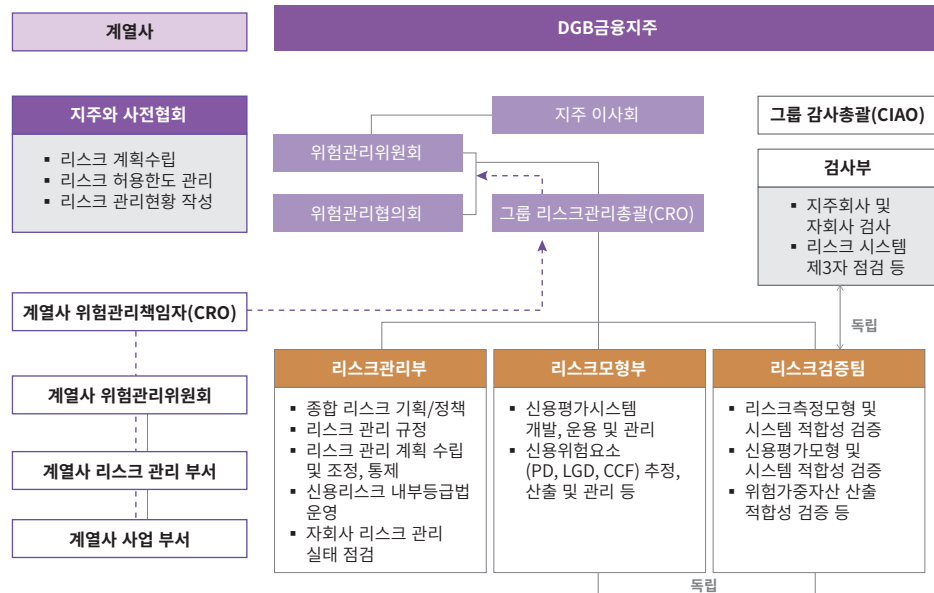 계열사
DGB금융지주
지주와 사전협회
▪ 리스크 계획수립
▪ 리스크 허용한도 관리
▪ 리스크 관리현황 작성
계열사 위험관리책임자(CRO)
계열사 위험관리위원회
계열사 리스크 관리 부서
계열사 사업 부서
지주 이사회
위험관리위원회
위험관리협의회
그룹 리스크관리총괄(CRO)
그룹 감사총괄(CIAO)
검사부
▪ 지주회사 및
자회사 검사
▪ 리스크 시스템
제3자 점검 등
독립
리스크관리부
▪ 종합 리스크 기획/정책
▪ 리스크 관리 규정
▪ 리스크 관리 계획 수립
및 조정, 통제
▪ 신용리스크 내부등급법
운영
▪ 자회사 리스크 관리
실태 점검
리스크모형부
▪ 신용평가시스템
개발, 운용 및 관리
▪ 신용위험요소
(PD, LGD, CCF) 추정,
산출 및 관리 등
리스크검증팀
▪ 리스크측정모형 및
시스템 적합성 검증
▪ 신용평가모형 및
시스템 적합성 검증
▪ 위험가중자산 산출
적합성 검증 등
독립